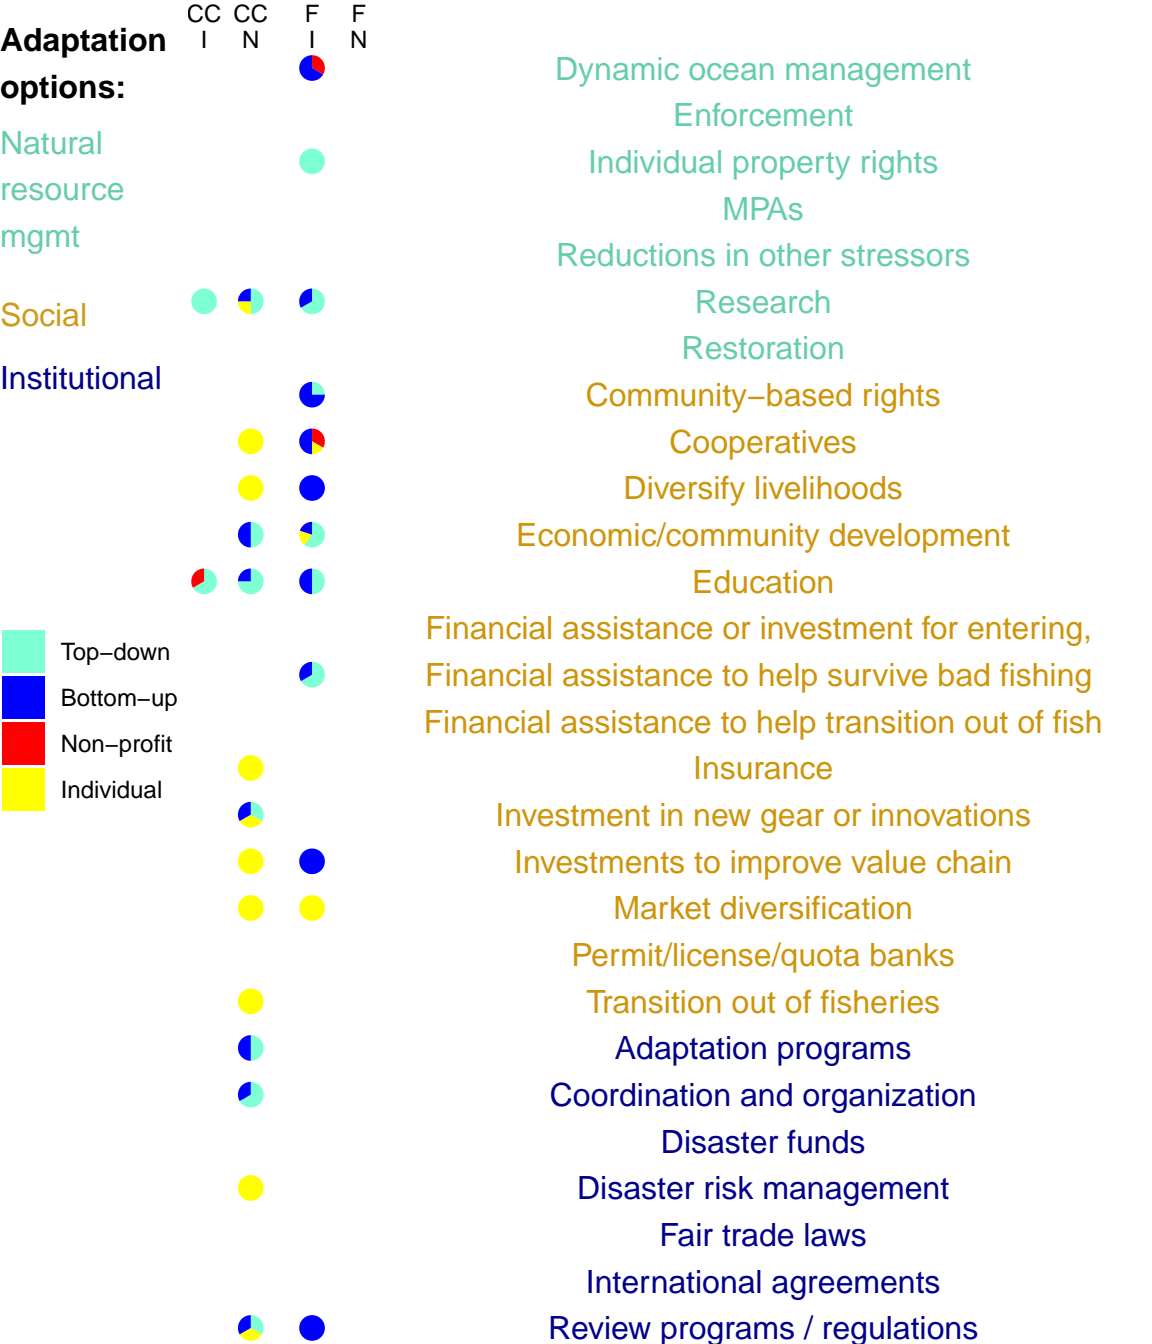 CC CC F F
I N I N
Adaptation
options:
Natural
resource
mgmt
Social
Institutional
Top−down
Bottom−up
Non−profit
Individual
Dynamic ocean management
Enforcement
Individual property rights
MPAs
Reductions in other stressors
Research
Restoration
Community−based rights
Cooperatives
Diversify livelihoods
Economic/community development
Education
Financial assistance or investment for entering,
Financial assistance to help survive bad fishing
Financial assistance to help transition out of fish
Insurance
Investment in new gear or innovations
Investments to improve value chain
Market diversification
Permit/license/quota banks
Transition out of fisheries
Adaptation programs
Coordination and organization
Disaster funds
Disaster risk management
Fair trade laws
International agreements
Review programs / regulations